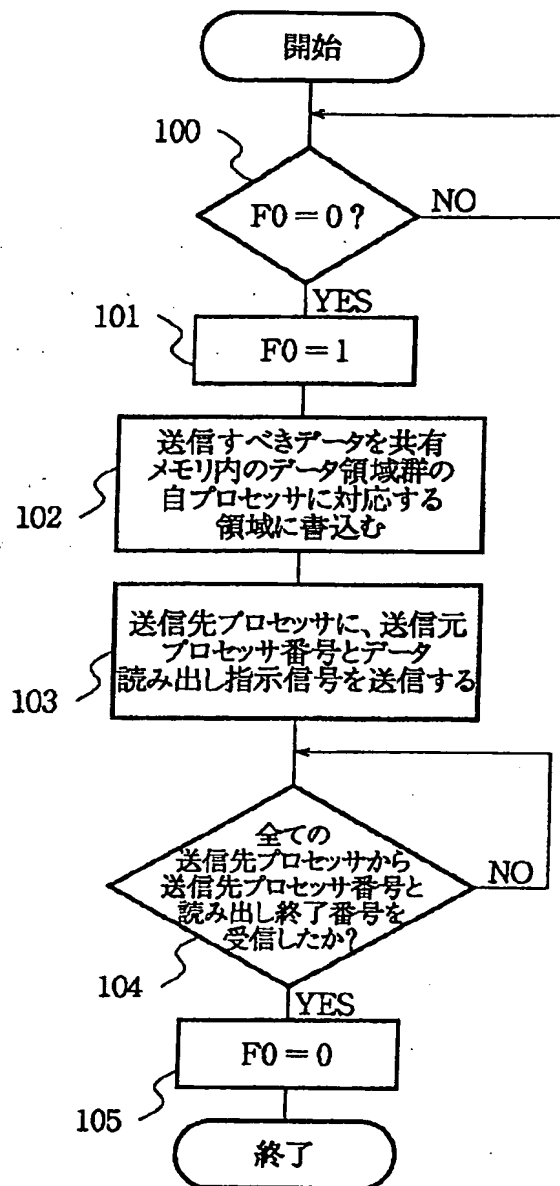 開始
100
F0=0?
NO
YES
101
F0=1
送信すべきデータを共有
メモリ内のデータ領域群の
自プロセッサに対応する
領域に書込む
102
送信先プロセッサに、送信元
プロセッサ番号とデータ
読み出し指示信号を送信する
103
全ての
送信先プロセッサから
送信先プロセッサ番号と
読み出し終了番号を
受信したか?
NO
104
YES
F0=0
105
終了